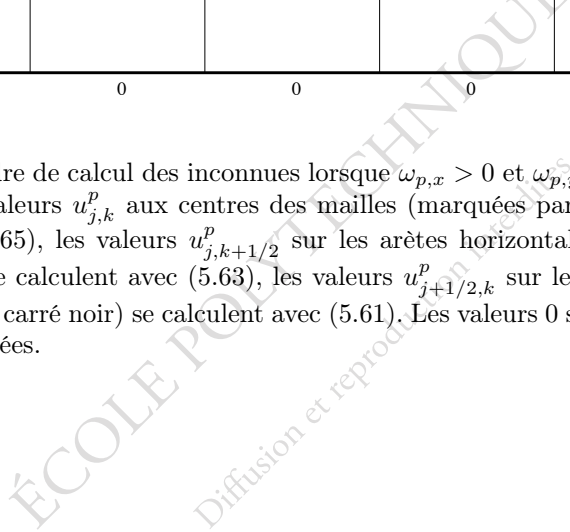 0 0 0
re de calcul des inconnues lorsque ω_{p,x} > 0 et ω_{p,
aleurs u^p_{j,k} aux centres des mailles (marquées par
65), les valeurs u^p_{j,k+1/2} sur les arètes horizontal
e calculent avec (5.63), les valeurs u^p_{j+1/2,k} sur le
carré noir) se calculent avec (5.61). Les valeurs 0 s
ées.
ÉCOLE POLYTECHNIQUE
Diffusion et reproduction interdites